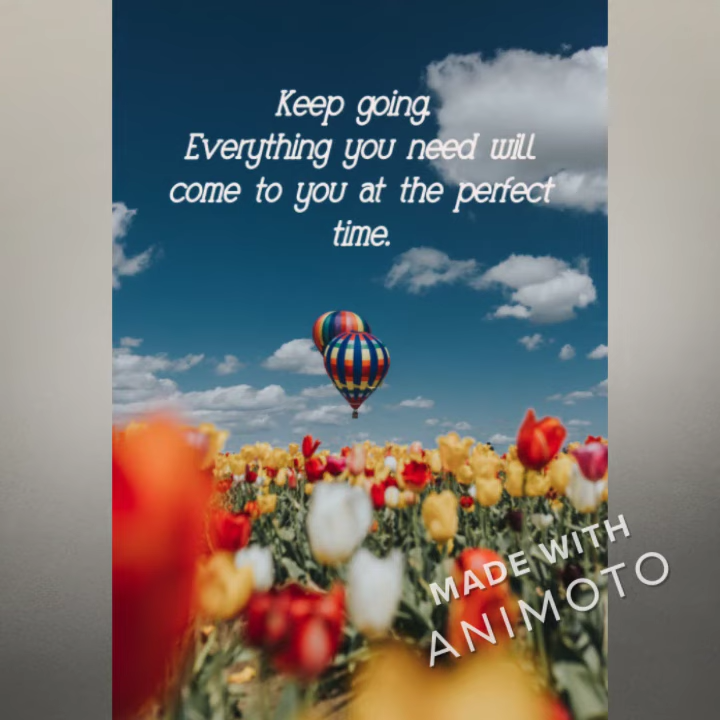 Keep going.
Everything you need will
come to you at the perfect
time.
MADE WITH
ANIMOTO